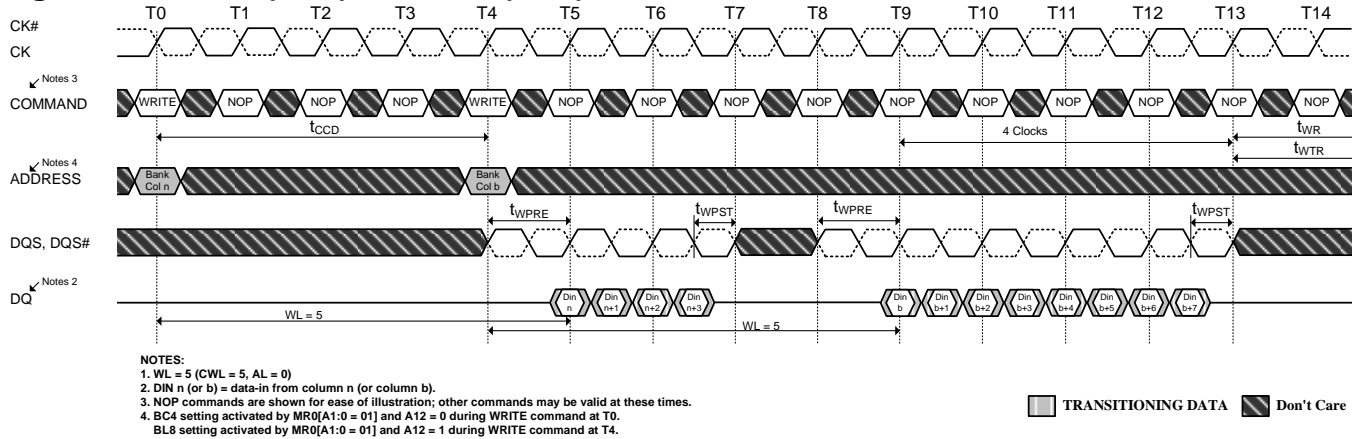 T0 T1 T2 T3 T4 T5 T6 T7 T8 T9 T10 T11 T12 T13 T14
CK#
CK
Notes 3
COMMAND
WRITE NOP NOP NOP WRITE NOP NOP NOP NOP NOP NOP NOP NOP NOP NOP
tCCD
4 Clocks
tWR
tWTR
Notes 4
ADDRESS
Bank
Col n
Bank
Col b
tWPRE tWPST tWPRE tWPST
DQS, DQS#
Notes 2
DQ
Din
n
Din
n+1
Din
n+2
Din
n+3
Din
b
Din
b+1
Din
b+2
Din
b+3
Din
b+4
Din
b+5
Din
b+6
Din
b+7
WL = 5
WL = 5
NOTES:
1. WL = 5 (CWL = 5, AL = 0)
2. DIN n (or b) = data-in from column n (or column b).
3. NOP commands are shown for ease of illustration; other commands may be valid at these times.
4. BC4 setting activated by MR0[A1:0 = 01] and A12 = 0 during WRITE command at T0.
BL8 setting activated by MR0[A1:0 = 01] and A12 = 1 during WRITE command at T4.
TRANSITIONING DATA
Don't Care